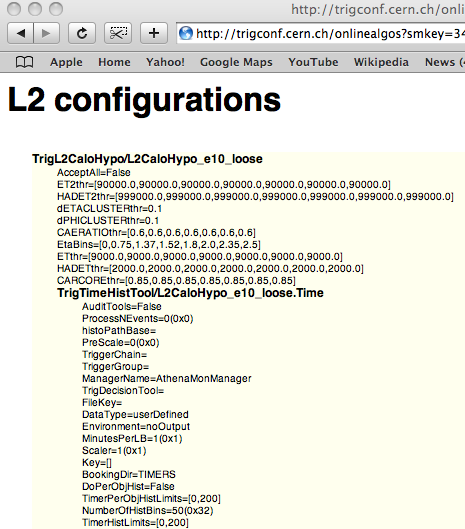 http://trigconf.cern.ch/
http://trigconf.cern.ch/onlinealgos?smkey=34
Apple Home Yahoo! Google Maps YouTube Wikipedia News (4
L2 configurations
TrigL2CaloHypo/L2CaloHypo_e10_loose
AcceptAll=False
ET2thr=[90000.0,90000.0,90000.0,90000.0,90000.0,90000.0,90000.0]
HADET2thr=[999000.0,999000.0,999000.0,999000.0,999000.0,999000.0,999000.0]
dETACLUSTERthr=0.1
dPHICLUSTERthr=0.1
CAERATIOthr=[0.6,0.6,0.6,0.6,0.6,0.6,0.6]
EtaBins=[0,0.75,1.37,1.52,1.8,2.0,2.35,2.5]
ETthr=[9000.0,9000.0,9000.0,9000.0,9000.0,9000.0,9000.0]
HADETthr=[2000.0,2000.0,2000.0,2000.0,2000.0,2000.0,2000.0]
CARCOREthr=[0.85,0.85,0.85,0.85,0.85,0.85,0.85]
TrigTimeHistTool/L2CaloHypo_e10_loose.Time
AuditTools=False
ProcessNEvents=0(0x0)
histoPathBase=
PreScale=0(0x0)
TriggerChain=
TriggerGroup=
ManagerName=AthenaMonManager
TrigDecisionTool=
FileKey=
DataType=userDefined
Environment=noOutput
MinutesPerLB=1(0x1)
Scaler=1(0x1)
Key=[]
BookingDir=TIMERS
DoPerObjHist=False
TimerPerObjHistLimits=[0,200]
NumberOfHistBins=50(0x32)
TimerHistLimits=[0,200]